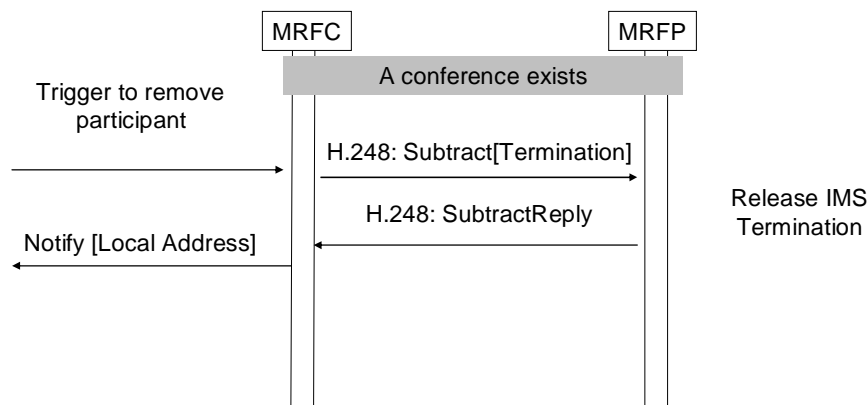 MRFC
MRFP
A conference exists
Trigger to remove
participant
H.248: Subtract[Termination]
Release IMS
Termination
H.248: SubtractReply
Notify [Local Address]